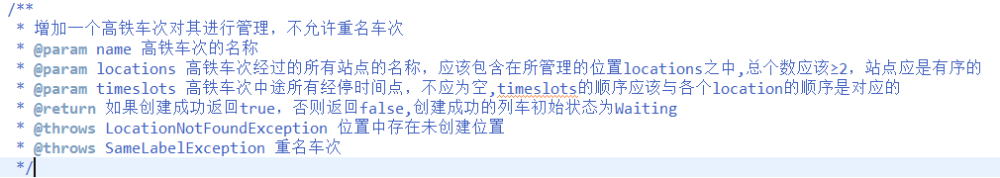 /**
* 增加一个高铁车次对其进行管理，不允许重名车次
* @param name 高铁车次的名称
* @param locations 高铁车次经过的所有站点的名称，应该包含在所管理的位置locations之中,总个数应该≥2，站点应是有序的
* @param timeslots 高铁车次中途所有经停时间点，不应为空,timeslots的顺序应该与各个location的顺序是对应的
* @return 如果创建成功返回true，否则返回false,创建成功的列车初始状态为Waiting
* @throws LocationNotFoundException 位置中存在未创建位置
* @throws SameLabelException 重名车次
*/